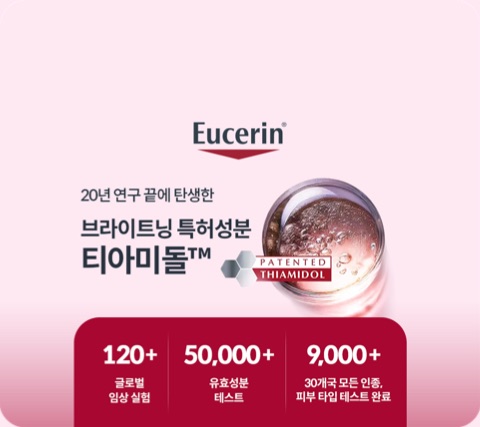 Eucerin®
20년 연구 끝에 탄생한
브라이트닝 특허성분
티아미돌™
PATENTED
THIAMIDOL
120+
글로벌
임상 실험
50,000+
유효성분
테스트
9,000+
30개국 모든 인종,
피부 타입 테스트 완료